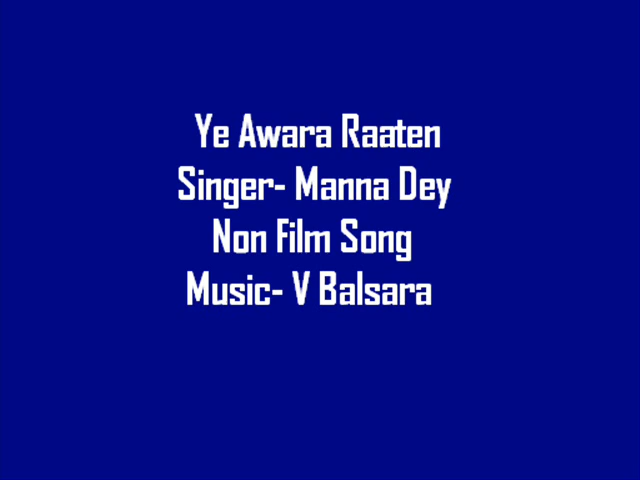 Ye Awara Raaten
Singer- Manna Dey
Non Film Song
Music- V Balsara